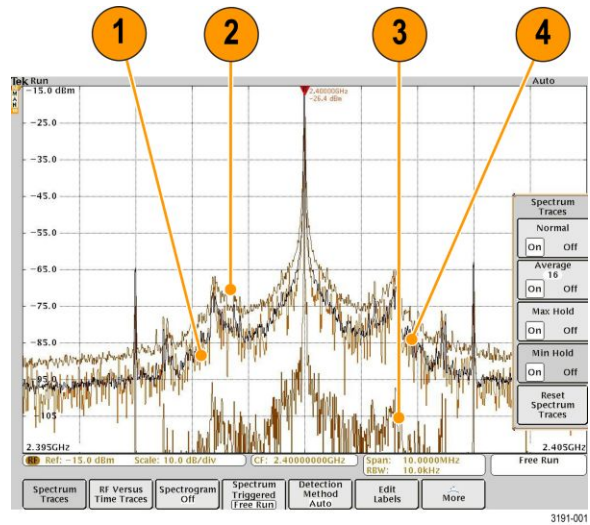 1 2 3 4
Tek Run Auto
-15.0 dBm
2.40000GHz
-26.4 dBm
-25.0
-35.0
-45.0
-55.0
-65.0
-75.0
-85.0
-95.0
-105
Spectrum
Traces
Normal
On Off
Average
16
On Off
Max Hold
On Off
Min Hold
On Off
Reset
Spectrum
Traces
2.395GHz 2.405GHz
RF Ref: -15.0 dBm Scale: 10.0 dB/div CF: 2.40000000GHz Span: 10.0000MHz Free Run
RBW: 10.0kHz
Spectrum
Traces
RF Versus
Time Traces
Spectrogram
Off
Spectrum
Triggered
Free Run
Detection
Method
Auto
Edit
Labels
More
3191-001